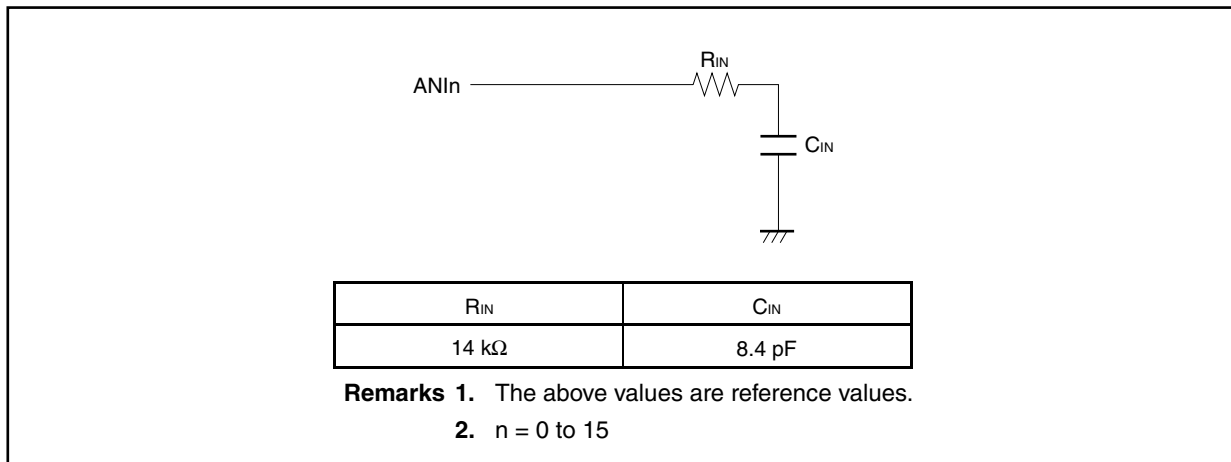 RIN
ANIn
CIN
RIN CIN
14 kΩ 8.4 pF
Remarks 1. The above values are reference values.
2. n = 0 to 15